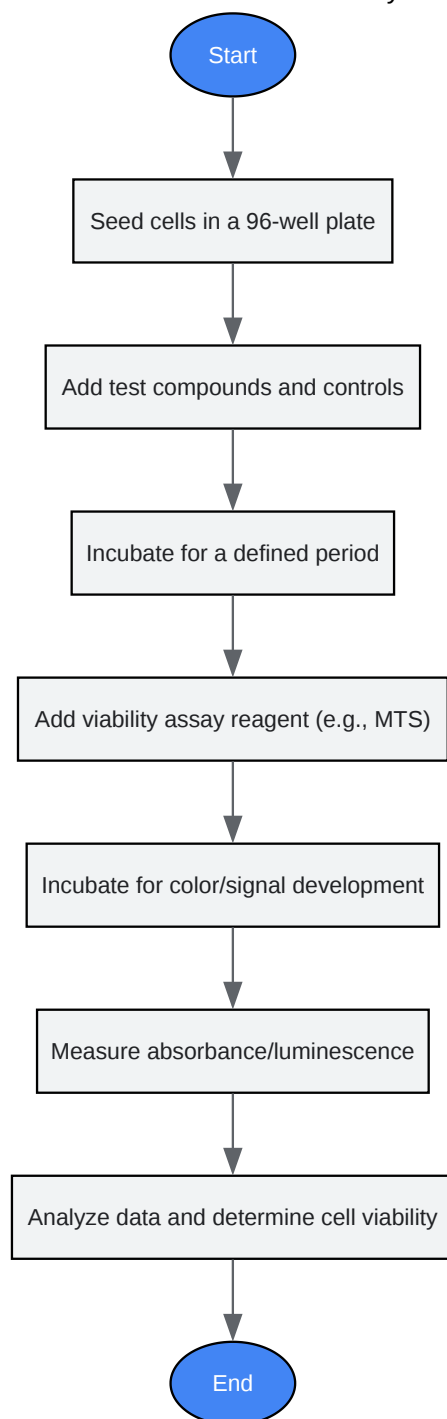 Start
Seed cells in a 96-well plate
Add test compounds and controls
Incubate for a defined period
Add viability assay reagent (e.g., MTS)
Incubate for color/signal development
Measure absorbance/luminescence
Analyze data and determine cell viability
End